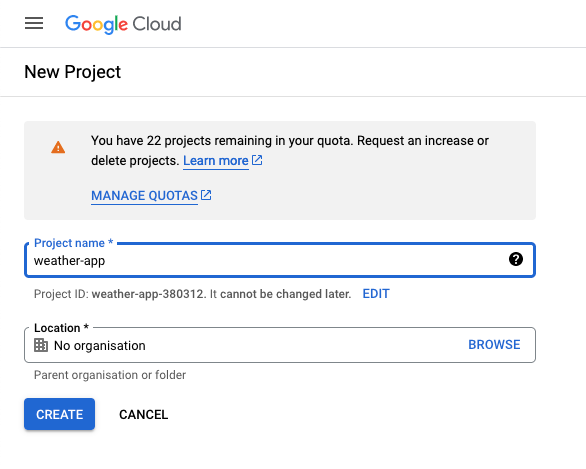 Google Cloud
New Project
You have 22 projects remaining in your quota. Request an increase or
delete projects. Learn more
MANAGE QUOTAS
Project name *
weather-app
Project ID: weather-app-380312. It cannot be changed later. EDIT
Location *
No organisation BROWSE
Parent organisation or folder
CREATE CANCEL